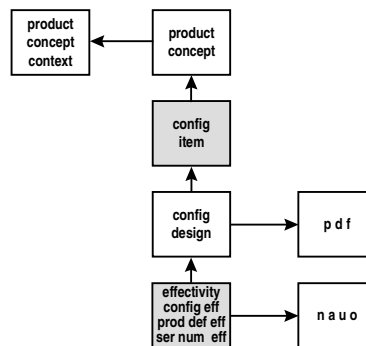 product
concept
context
product
concept
config
item
config
design
p d f
effectivity
config eff
prod def eff
ser num eff
n a u o